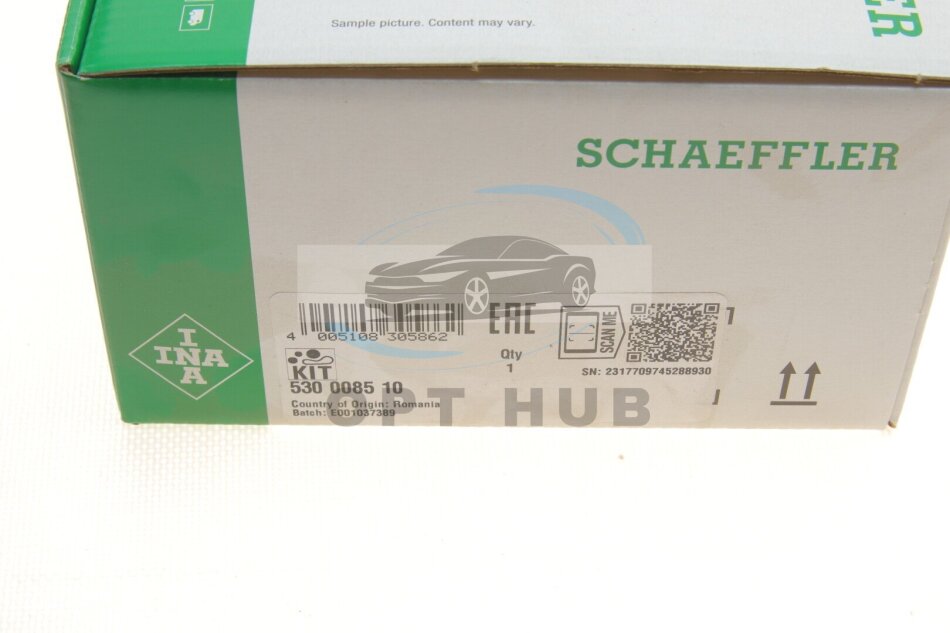 Sample picture. Content may vary.
ER
SCHAEFFLER
I
INA
A
4 005108 305862
EAC
Qty
1
SCAN ME
SN: 2317709745288930
KIT
530 0085 10
Country of Origin: Romania
Batch: E001037389
OPT HUB